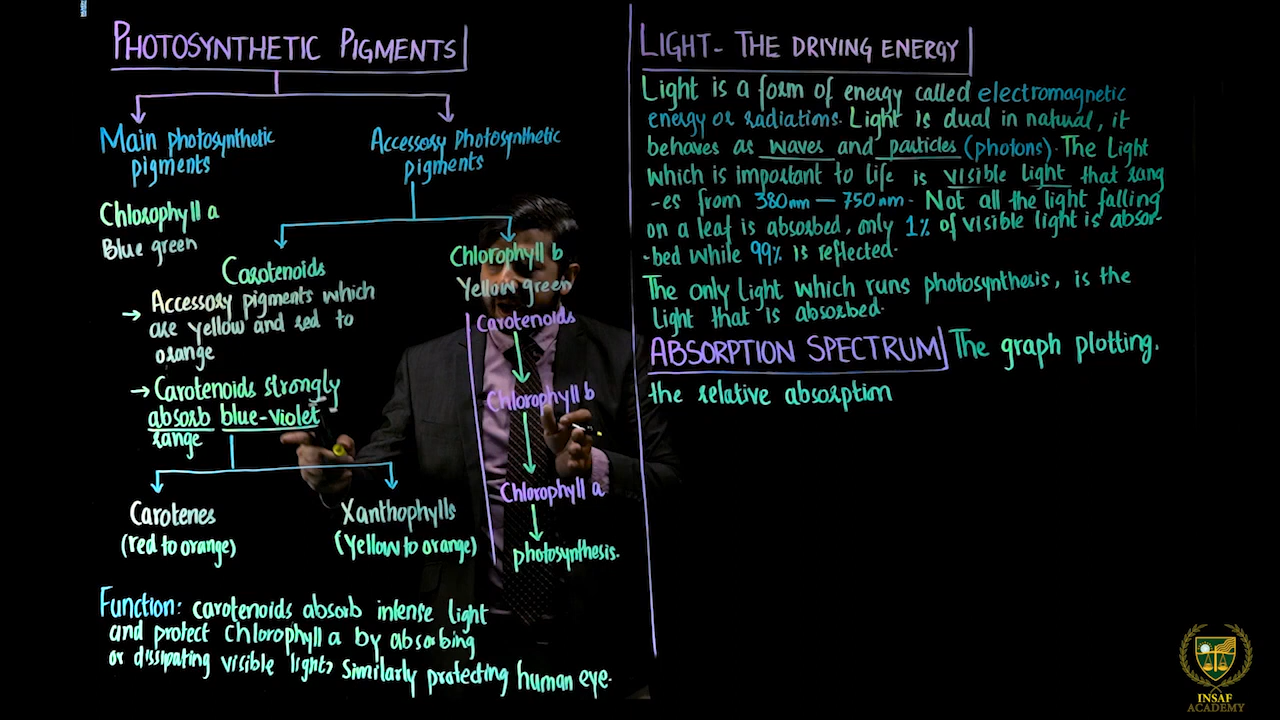 PHOTOSYNTHETIC PIGMENTS
Main photosynthetic
pigments
Chlorophyll a
Blue green
Accessory Photosynthetic
pigments
Carotenoids
→ Accessory pigments which
are yellow and red to
orange
→ Carotenoids strongly
absorb blue-violet
range
Carotenes
(red to orange)
Xanthophylls
(Yellow to orange)
Chlorophyll b
Yellow green
Carotenoids
Chlorophyll b
Chlorophyll a
photosynthesis.
Function: carotenoids absorb intense light
and protect Chlorophyll a by absorbing
or dissipating visible light, Similarly protecting human eye.
LIGHT- THE DRIVING ENERGY
Light is a form of energy called electromagnetic
energy or radiations. Light is dual in natural, it
behaves as waves and particles (photons). The Light
which is important to life is visible light that rang
-es from 380nm — 750nm. Not all the light falling
on a leaf is absorbed, only 1% of visible light is absor-
-bed while 99% is reflected.
The only Light which runs photosynthesis, is the
Light that is absorbed.
ABSORPTION SPECTRUM The graph plotting.
the relative absorption
INSAF
ACADEMY